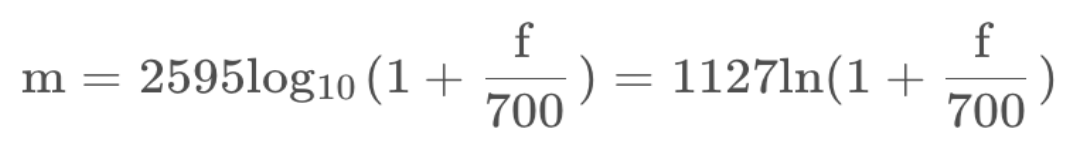 m = 2595log₁₀(1 + f/700) = 1127ln(1 + f/700)